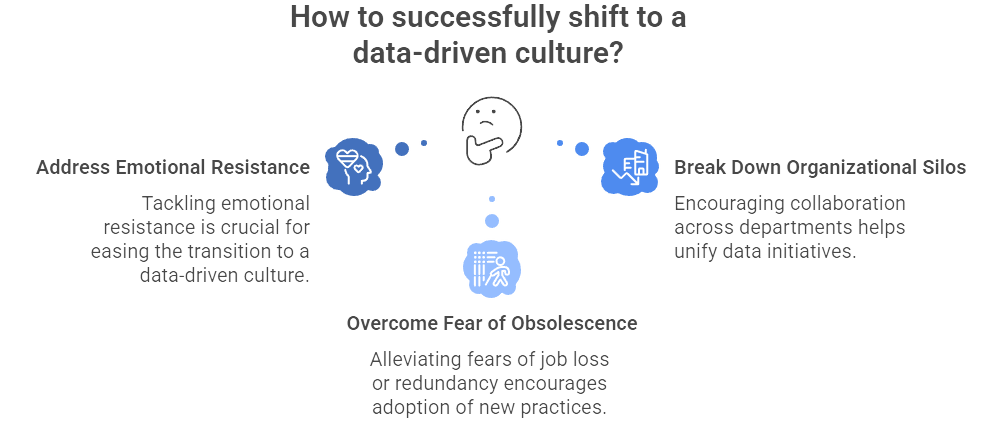 How to successfully shift to a
data-driven culture?
Address Emotional Resistance
Tackling emotional
resistance is crucial for
easing the transition to a
data-driven culture.
Break Down Organizational Silos
Encouraging collaboration
across departments helps
unify data initiatives.
Overcome Fear of Obsolescence
Alleviating fears of job loss
or redundancy encourages
adoption of new practices.